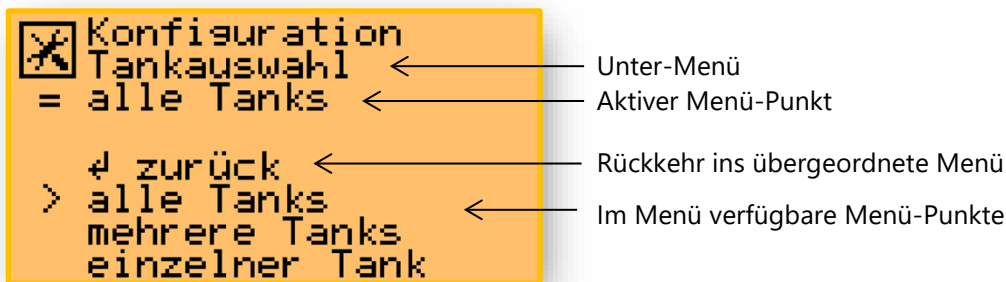 Konfiguration
Tankauswahl
= alle Tanks
↲ zurück
> alle Tanks
mehrere Tanks
einzelner Tank
Unter-Menü
Aktiver Menü-Punkt
Rückkehr ins übergeordnete Menü
Im Menü verfügbare Menü-Punkte